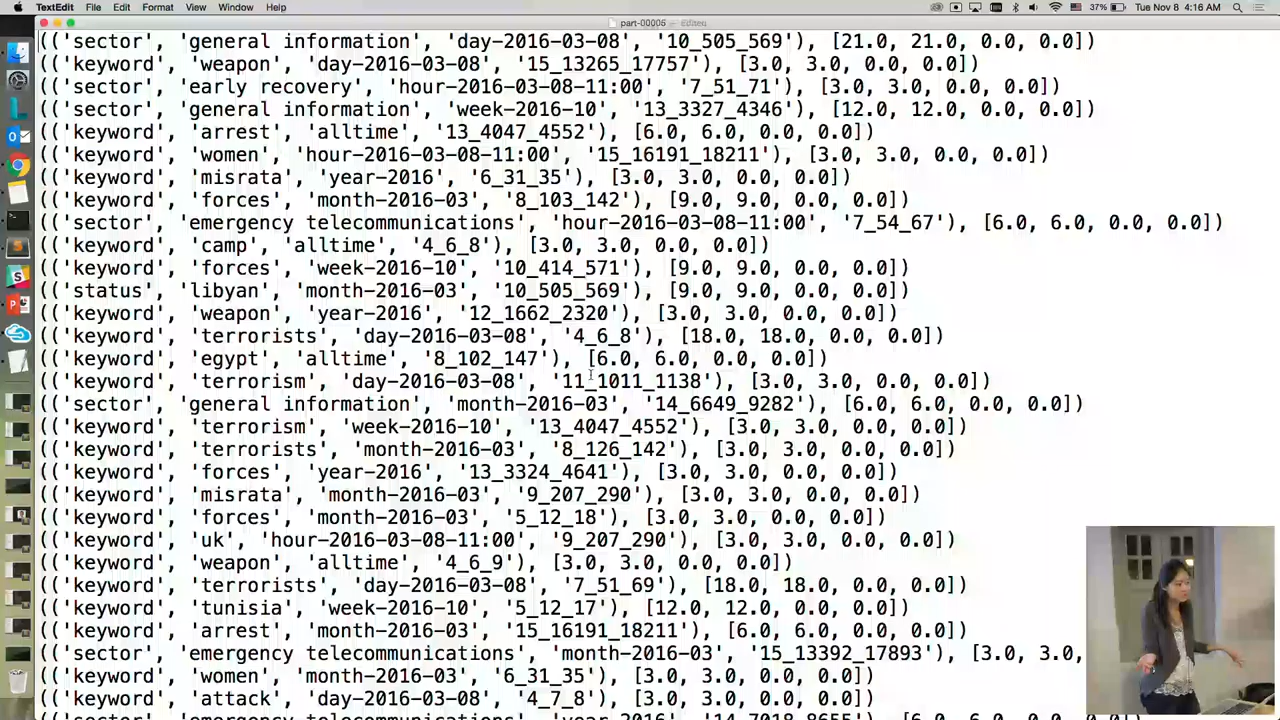 TextEdit File Edit Format View Window Help 37% Tue Nov 8 4:16 AM
part-00005 — Edited
(('sector', 'general information', 'day-2016-03-08', '10_505_569'), [21.0, 21.0, 0.0, 0.0])
(('keyword', 'weapon', 'day-2016-03-08', '15_13265_17757'), [3.0, 3.0, 0.0, 0.0])
(('sector', 'early recovery', 'hour-2016-03-08-11:00', '7_51_71'), [3.0, 3.0, 0.0, 0.0])
(('sector', 'general information', 'week-2016-10', '13_3327_4346'), [12.0, 12.0, 0.0, 0.0])
(('keyword', 'arrest', 'alltime', '13_4047_4552'), [6.0, 6.0, 0.0, 0.0])
(('keyword', 'women', 'hour-2016-03-08-11:00', '15_16191_18211'), [3.0, 3.0, 0.0, 0.0])
(('keyword', 'misrata', 'year-2016', '6_31_35'), [3.0, 3.0, 0.0, 0.0])
(('keyword', 'forces', 'month-2016-03', '8_103_142'), [9.0, 9.0, 0.0, 0.0])
(('sector', 'emergency telecommunications', 'hour-2016-03-08-11:00', '7_54_67'), [6.0, 6.0, 0.0, 0.0])
(('keyword', 'camp', 'alltime', '4_6_8'), [3.0, 3.0, 0.0, 0.0])
(('keyword', 'forces', 'week-2016-10', '10_414_571'), [9.0, 9.0, 0.0, 0.0])
(('status', 'libyan', 'month-2016-03', '10_505_569'), [9.0, 9.0, 0.0, 0.0])
(('keyword', 'weapon', 'year-2016', '12_1662_2320'), [3.0, 3.0, 0.0, 0.0])
(('keyword', 'terrorists', 'day-2016-03-08', '4_6_8'), [18.0, 18.0, 0.0, 0.0])
(('keyword', 'egypt', 'alltime', '8_102_147'), [6.0, 6.0, 0.0, 0.0])
(('keyword', 'terrorism', 'day-2016-03-08', '11_1011_1138'), [3.0, 3.0, 0.0, 0.0])
(('sector', 'general information', 'month-2016-03', '14_6649_9282'), [6.0, 6.0, 0.0, 0.0])
(('keyword', 'terrorism', 'week-2016-10', '13_4047_4552'), [3.0, 3.0, 0.0, 0.0])
(('keyword', 'terrorists', 'month-2016-03', '8_126_142'), [3.0, 3.0, 0.0, 0.0])
(('keyword', 'forces', 'year-2016', '13_3324_4641'), [3.0, 3.0, 0.0, 0.0])
(('keyword', 'misrata', 'month-2016-03', '9_207_290'), [3.0, 3.0, 0.0, 0.0])
(('keyword', 'forces', 'month-2016-03', '5_12_18'), [3.0, 3.0, 0.0, 0.0])
(('keyword', 'uk', 'hour-2016-03-08-11:00', '9_207_290'), [3.0, 3.0, 0.0, 0.0])
(('keyword', 'weapon', 'alltime', '4_6_9'), [3.0, 3.0, 0.0, 0.0])
(('keyword', 'terrorists', 'day-2016-03-08', '7_51_69'), [18.0, 18.0, 0.0, 0.0])
(('keyword', 'tunisia', 'week-2016-10', '5_12_17'), [12.0, 12.0, 0.0, 0.0])
(('keyword', 'arrest', 'month-2016-03', '15_16191_18211'), [6.0, 6.0, 0.0, 0.0])
(('sector', 'emergency telecommunications', 'month-2016-03', '15_13392_17893'), [3.0, 3.0,
(('keyword', 'women', 'month-2016-03', '6_31_35'), [3.0, 3.0, 0.0, 0.0])
(('keyword', 'attack', 'day-2016-03-08', '4_7_8'), [3.0, 3.0, 0.0, 0.0])
(('sector', 'emergency telecommunications', 'year-2016', '14_7018_8655'), [6.0, 6.0, 0.0, 0.0])